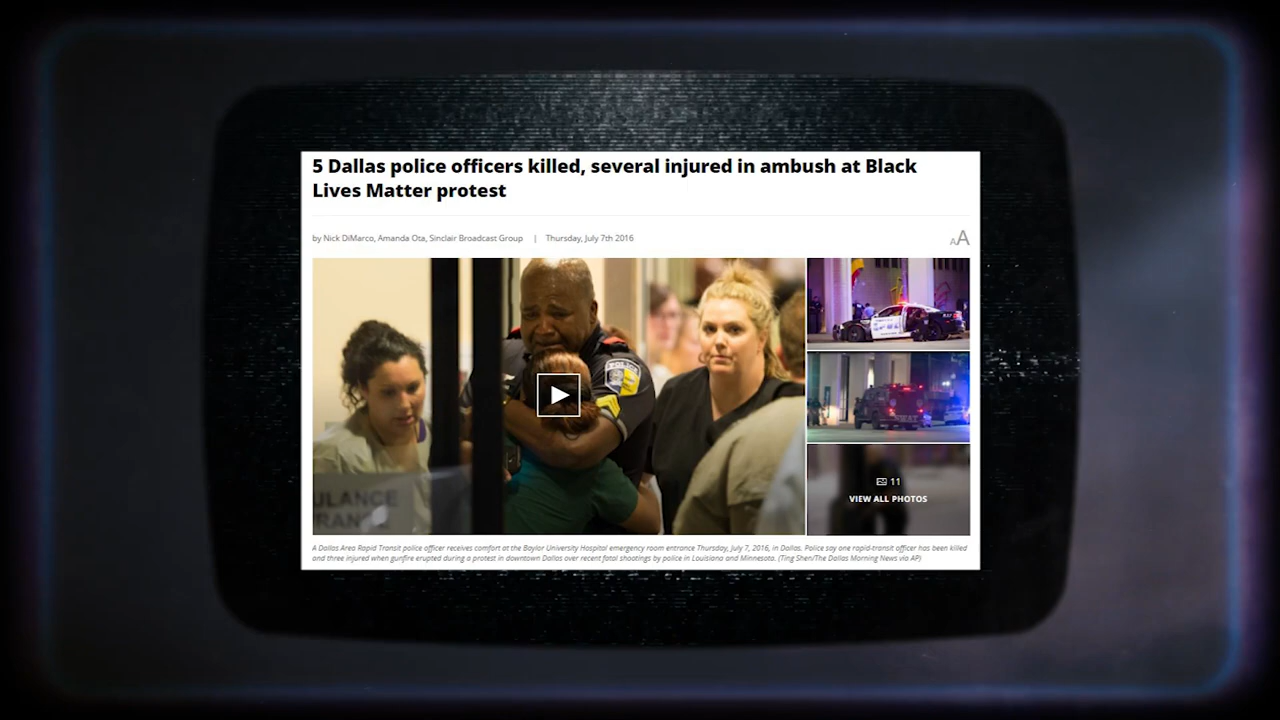 5 Dallas police officers killed, several injured in ambush at Black
Lives Matter protest
by Nick DiMarco, Amanda Ota, Sinclair Broadcast Group | Thursday, July 7th 2016
AA
POLICE
ULANCE
RAN
SWAT
11
VIEW ALL PHOTOS
A Dallas Area Rapid Transit police officer receives comfort at the Baylor University Hospital emergency room entrance Thursday, July 7, 2016, in Dallas. Police say one rapid-transit officer has been killed
and three injured when gunfire erupted during a protest in downtown Dallas over recent fatal shootings by police in Louisiana and Minnesota. (Ting Shen/The Dallas Morning News via AP)